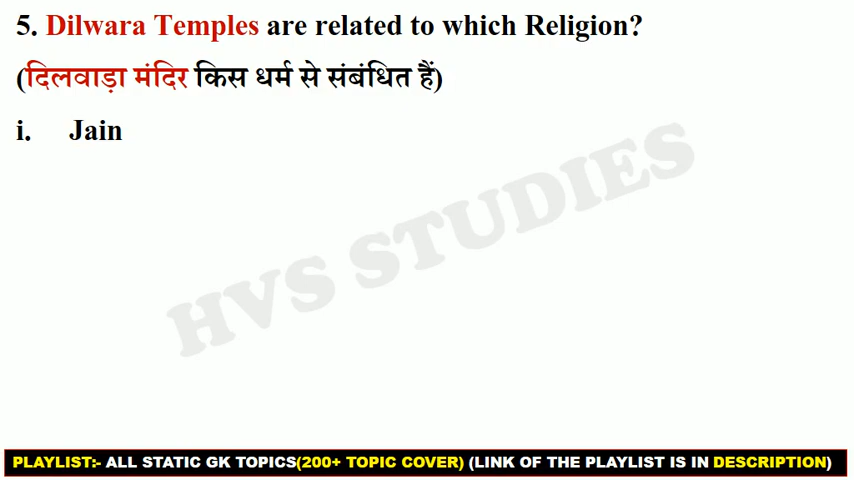 5. Dilwara Temples are related to which Religion?
(दिलवाड़ा मंदिर किस धर्म से संबंधित हैं)
i. Jain
HVS STUDIES
PLAYLIST:- ALL STATIC GK TOPICS(200+ TOPIC COVER) (LINK OF THE PLAYLIST IS IN DESCRIPTION)